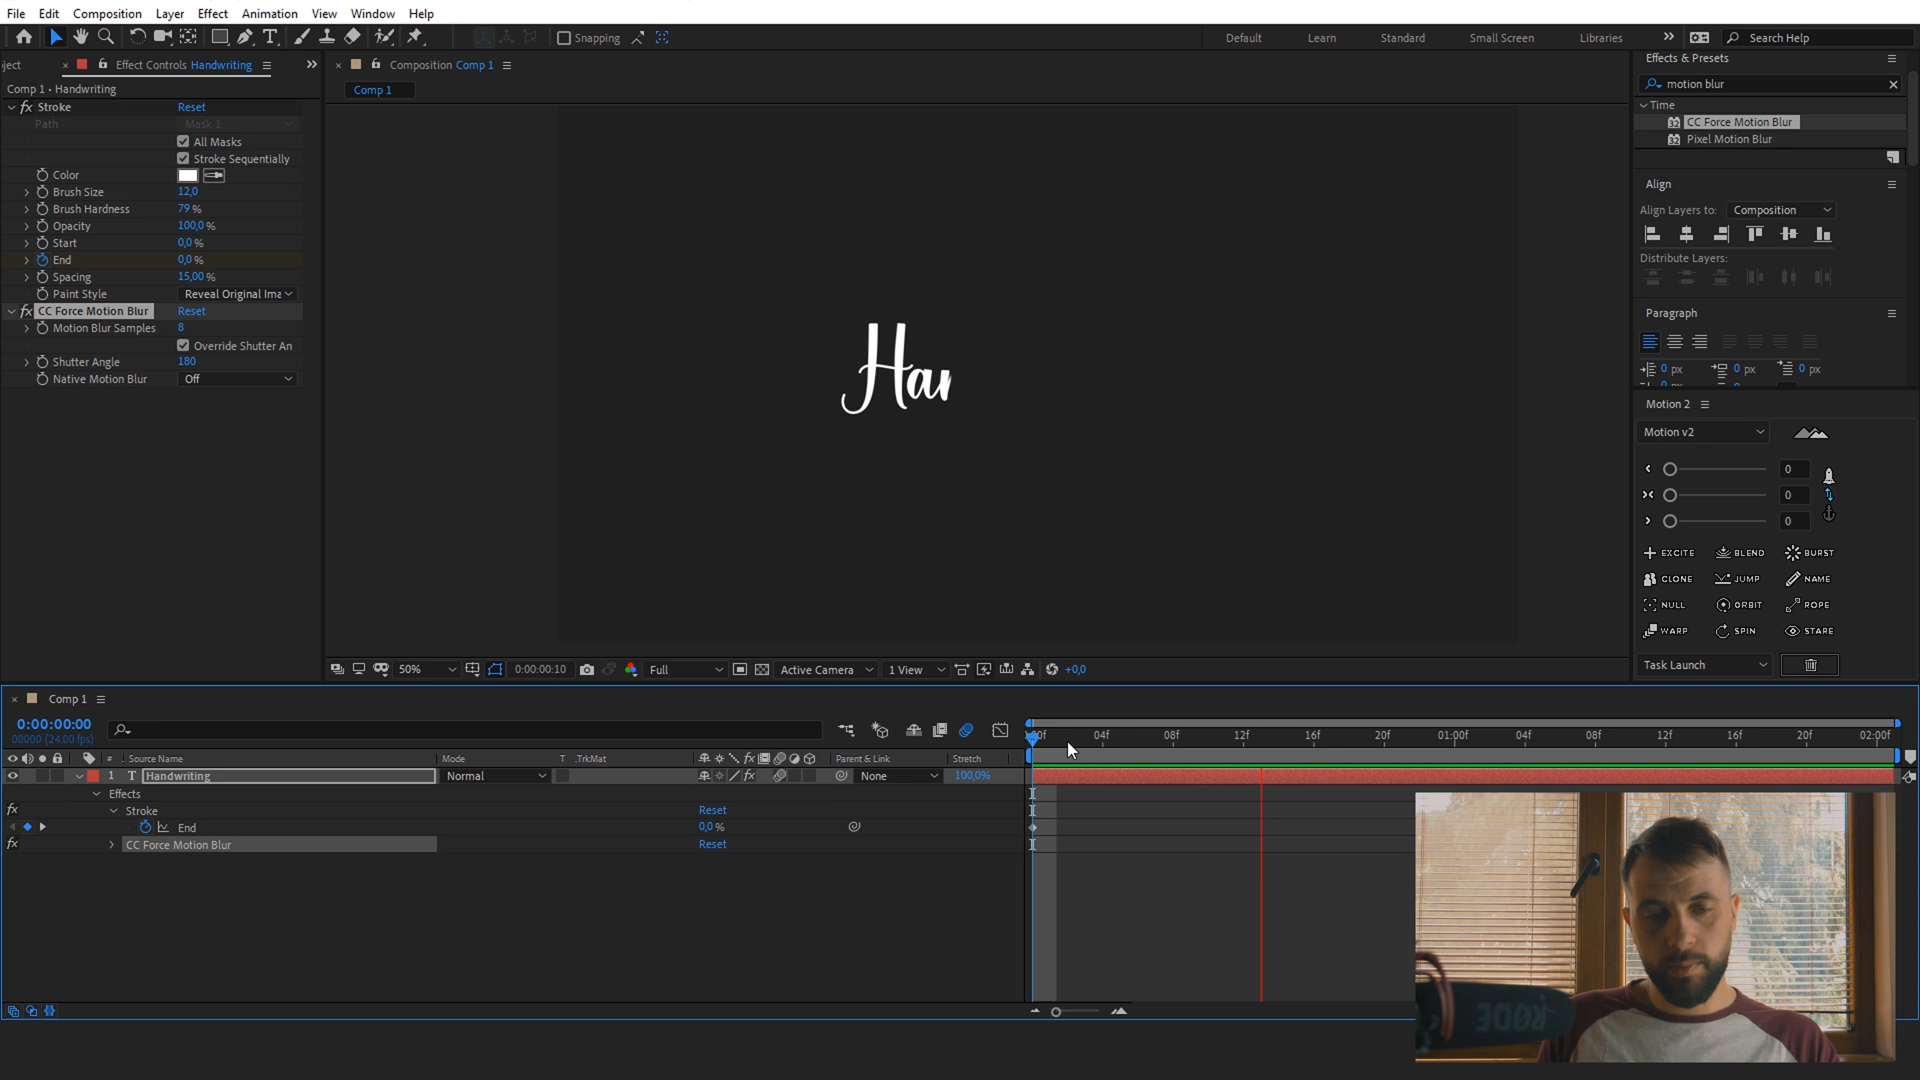 File Edit Composition Layer Effect Animation View Window Help
Snapping
Default Learn Standard Small Screen Libraries Search Help
ject Effect Controls Handwriting
Comp 1 • Handwriting
Stroke Reset
Path Mask 1
All Masks
Stroke Sequentially
Color
Brush Size 12,0
Brush Hardness 79 %
Opacity 100,0 %
Start 0,0 %
End 0,0 %
Spacing 15,00 %
Paint Style Reveal Original Ima
CC Force Motion Blur Reset
Motion Blur Samples 8
Override Shutter An
Shutter Angle 180
Native Motion Blur Off
Composition Comp 1
Comp 1
Han
50% 0:00:00:10 Full Active Camera 1 View +0,0
Effects & Presets
motion blur
Time
CC Force Motion Blur
Pixel Motion Blur
Align
Align Layers to: Composition
Distribute Layers:
Paragraph
0 px 0 px 0 px
Motion 2
Motion v2
0
0
0
EXCITE BLEND BURST
CLONE JUMP NAME
NULL ORBIT ROPE
WARP SPIN STARE
Task Launch
Comp 1
0:00:00:00
00000 (24.00 fps)
04f 08f 12f 16f 20f 01:00f 04f 08f 12f 16f 20f 02:00f
# Source Name Mode T .TrkMat Parent & Link Stretch
1 T Handwriting Normal None 100,0%
Effects
Stroke Reset
End 0,0 %
CC Force Motion Blur Reset
RØDE